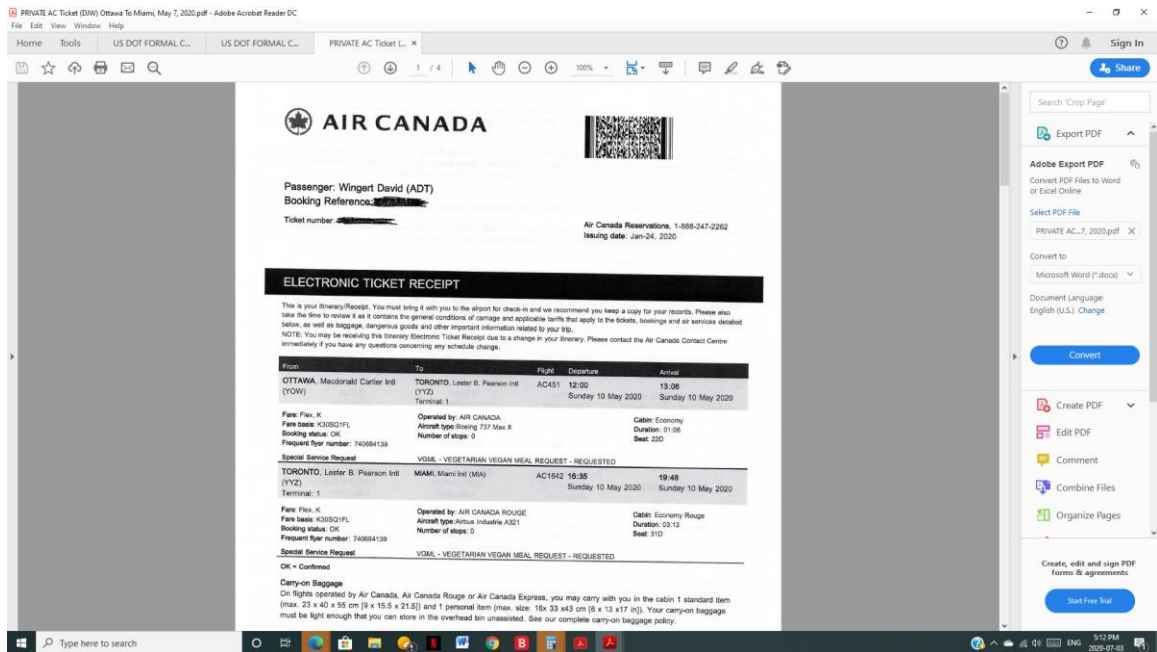 PRIVATE AC Ticket (DJW) Ottawa To Miami, May 7, 2020.pdf - Adobe Acrobat Reader DC
File Edit View Window Help
Home Tools US DOT FORMAL C... US DOT FORMAL C... PRIVATE AC Ticket (... × Sign In
1 / 4 100% Share
AIR CANADA
Passenger: Wingert David (ADT)
Booking Reference:
Ticket number:
Air Canada Reservations, 1-888-247-2262
Issuing date: Jan-24, 2020
ELECTRONIC TICKET RECEIPT
This is your Itinerary/Receipt. You must bring it with you to the airport for check-in and we recommend you keep a copy for your records. Please also
take the time to review it as it contains the general conditions of carriage and applicable tariffs that apply to the tickets, bookings and air services detailed
below, as well as baggage, dangerous goods and other important information related to your trip.
NOTE: You may be receiving this Itinerary Electronic Ticket Receipt due to a change in your itinerary. Please contact the Air Canada Contact Centre
immediately if you have any questions concerning any schedule change.
From To Flight Departure Arrival
OTTAWA, Macdonald Cartier Intl TORONTO, Lester B. Pearson Intl AC451 12:00 13:06
(YOW) (YYZ) Sunday 10 May 2020 Sunday 10 May 2020
Terminal: 1
Fare: Flex, K Operated by: AIR CANADA Cabin: Economy
Fare basis: K30SQ1FL Aircraft type:Boeing 737 Max 8 Duration: 01:06
Booking status: OK Number of stops: 0 Seat: 22D
Frequent flyer number: 740684139
Special Service Request VGML - VEGETARIAN VEGAN MEAL REQUEST - REQUESTED
TORONTO, Lester B. Pearson Intl MIAMI, Miami Intl (MIA) AC1642 16:35 19:48
(YYZ) Sunday 10 May 2020 Sunday 10 May 2020
Terminal: 1
Fare: Flex, K Operated by: AIR CANADA ROUGE Cabin: Economy Rouge
Fare basis: K30SQ1FL Aircraft type:Airbus Industrie A321 Duration: 03:13
Booking status: OK Number of stops: 0 Seat: 31D
Frequent flyer number: 740684139
Special Service Request VGML - VEGETARIAN VEGAN MEAL REQUEST - REQUESTED
OK = Confirmed
Carry-on Baggage
On flights operated by Air Canada, Air Canada Rouge or Air Canada Express, you may carry with you in the cabin 1 standard item
(max. 23 x 40 x 55 cm [9 x 15.5 x 21.5]) and 1 personal item (max. size: 16x 33 x43 cm [6 x 13 x17 in]). Your carry-on baggage
must be light enough that you can store in the overhead bin unassisted. See our complete carry-on baggage policy.
Search 'Crop Page'
Export PDF
Adobe Export PDF
Convert PDF Files to Word
or Excel Online
Select PDF File
PRIVATE AC...7, 2020.pdf ×
Convert to
Microsoft Word (*.docx)
Document Language:
English (U.S.) Change
Convert
Create PDF
Edit PDF
Comment
Combine Files
Organize Pages
Create, edit and sign PDF
forms & agreements
Start Free Trial
Type here to search
ENG 5:12 PM
2020-07-03